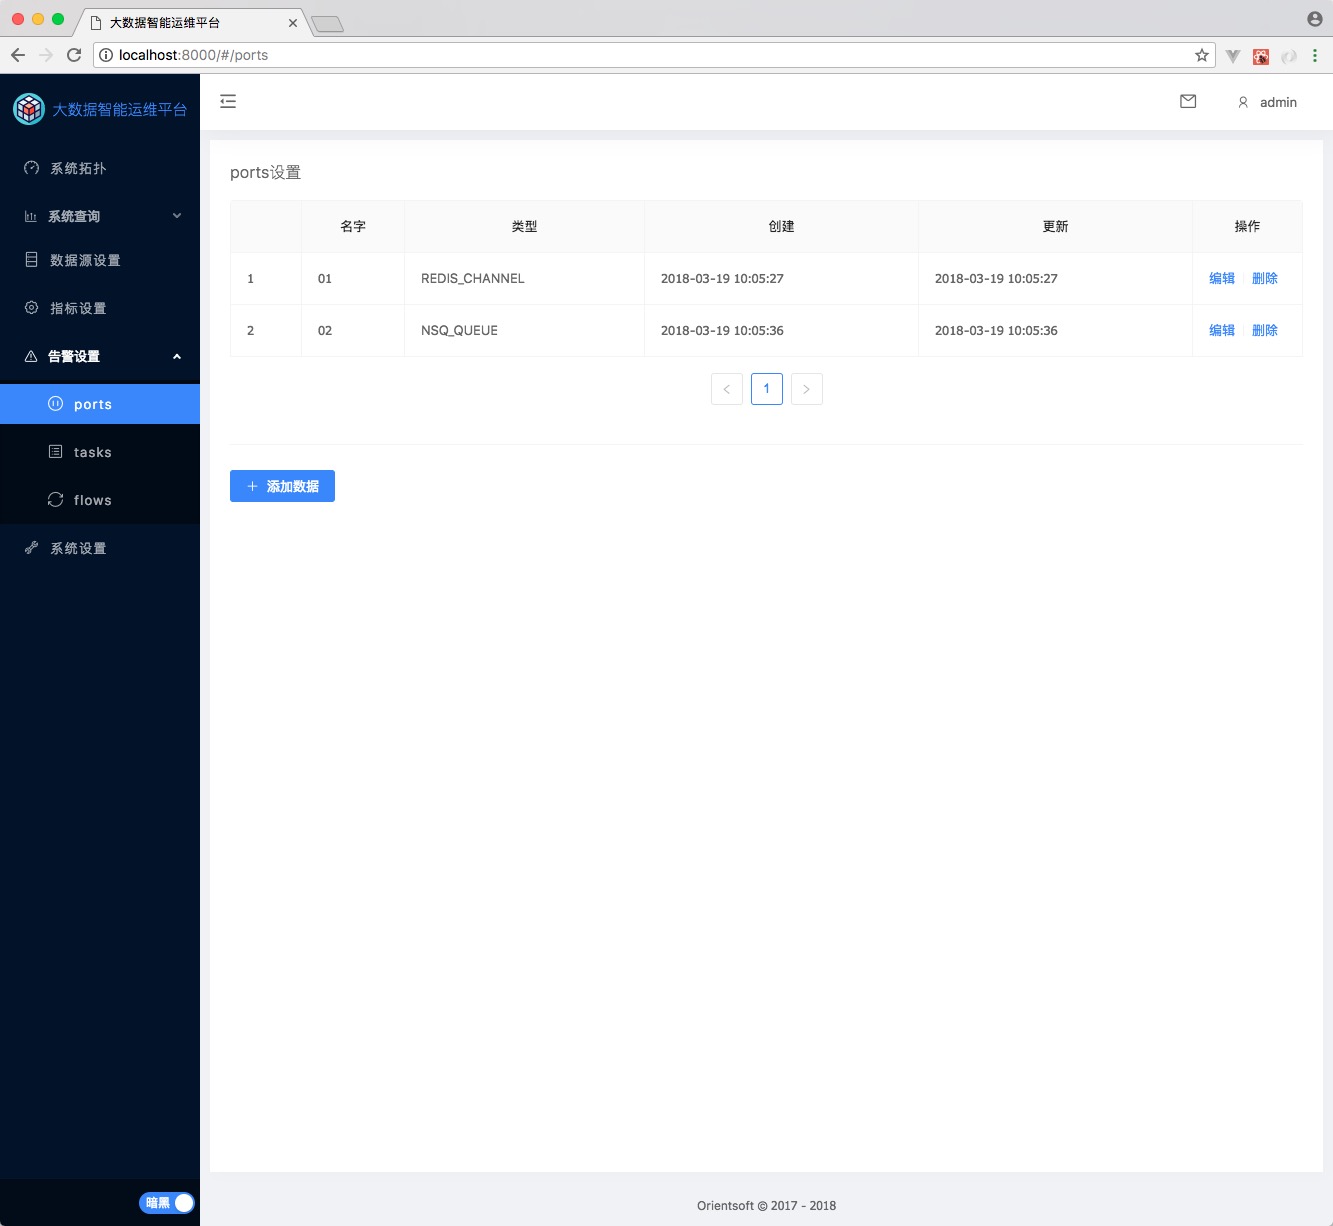 大数据智能运维平台
localhost:8000/#/ports
大数据智能运维平台
admin
系统拓扑
系统查询
数据源设置
指标设置
告警设置
ports
tasks
flows
系统设置
暗黑
ports设置
名字 类型 创建 更新 操作
1 01 REDIS_CHANNEL 2018-03-19 10:05:27 2018-03-19 10:05:27 编辑 删除
2 02 NSQ_QUEUE 2018-03-19 10:05:36 2018-03-19 10:05:36 编辑 删除
< 1 >
+ 添加数据
Orientsoft © 2017 - 2018